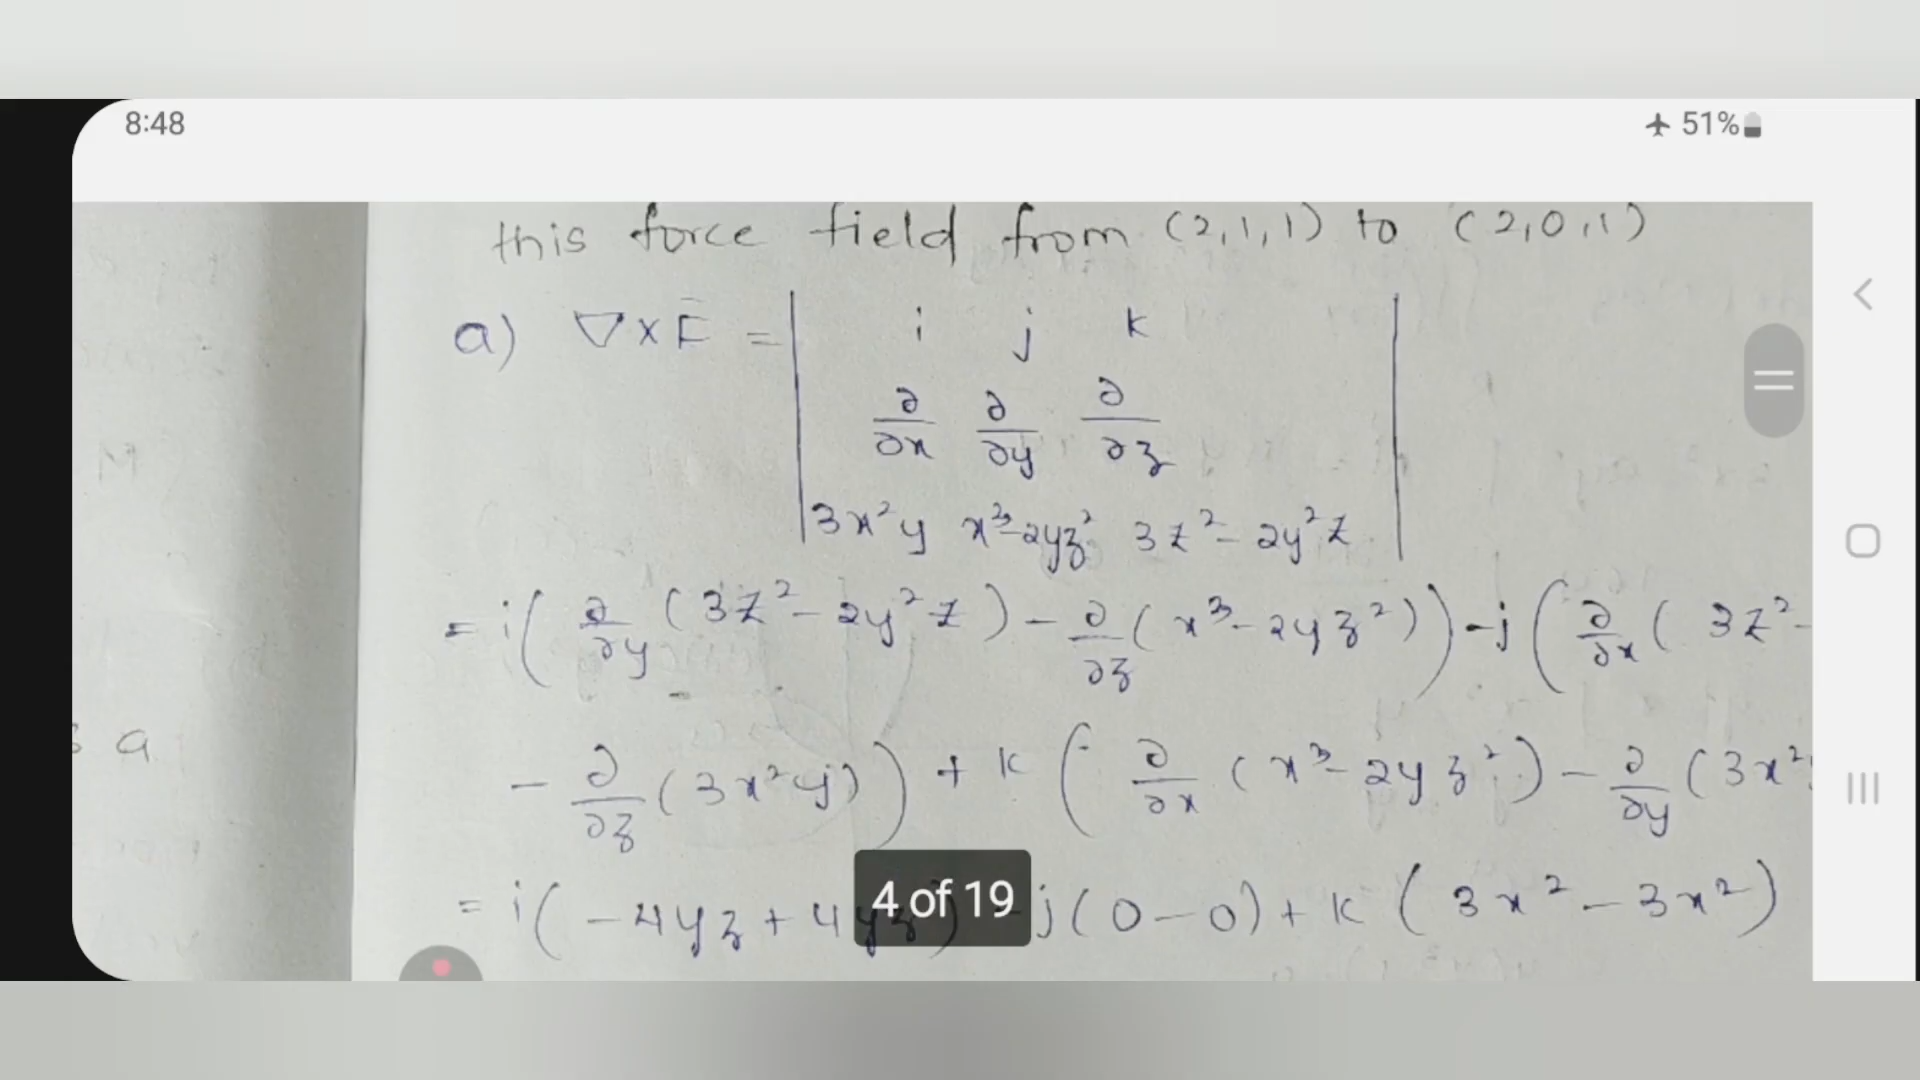 8:48
51%
this force field from (2,1,1) to (2,0,1)
a) ∇×F̄ = | i j k
∂/∂x ∂/∂y ∂/∂z
M
3x²y x³-2yz² 3z²-2y²z |
= i( ∂/∂y (3z²-2y²z) - ∂/∂z (x³-2yz²)) -j( ∂/∂x ( 3z²-
a
- ∂/∂z (3x²y)) + k( ∂/∂x (x³-2yz²) - ∂/∂y (3x²
= i( -4yz + 4yz) - j(0-0) + k (3x²-3x²)
4 of 19